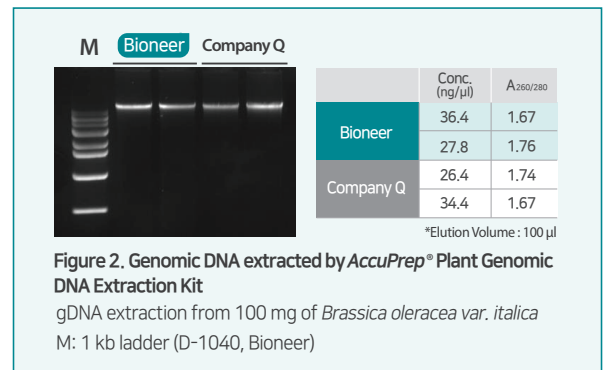 M Bioneer Company Q
Conc. (ng/µl) A260/280
Bioneer 36.4 1.67
27.8 1.76
Company Q 26.4 1.74
34.4 1.67
*Elution Volume : 100 µl
Figure 2. Genomic DNA extracted by AccuPrep® Plant Genomic
DNA Extraction Kit
gDNA extraction from 100 mg of Brassica oleracea var. italica
M: 1 kb ladder (D-1040, Bioneer)